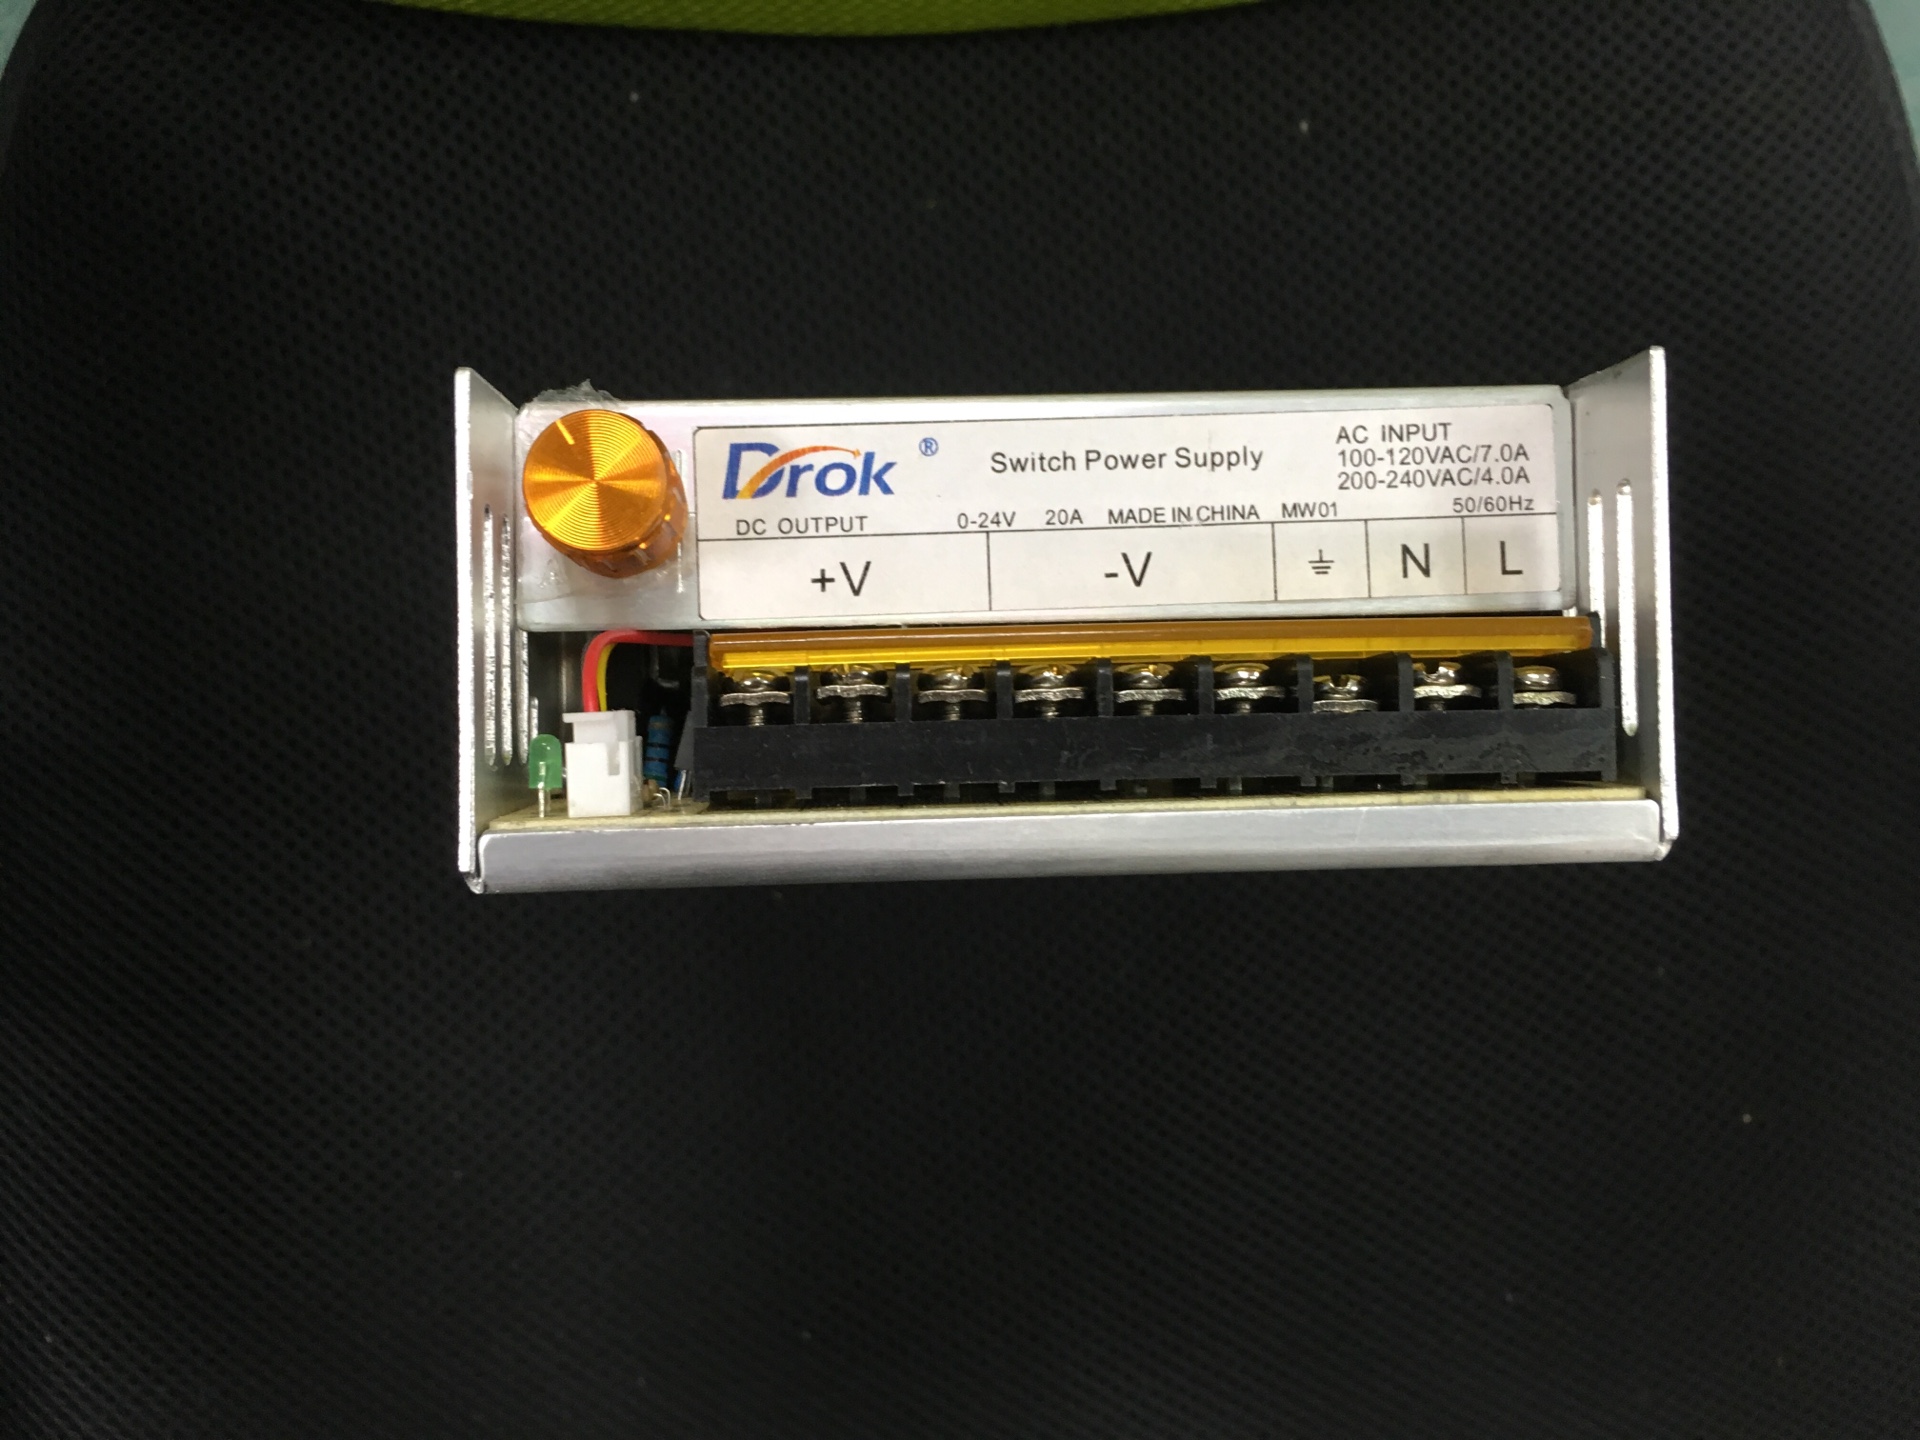 Drok ®
Switch Power Supply
AC INPUT
100-120VAC/7.0A
200-240VAC/4.0A
50/60Hz
DC OUTPUT 0-24V 20A MADE IN CHINA MW01
+V -V ⏚ N L